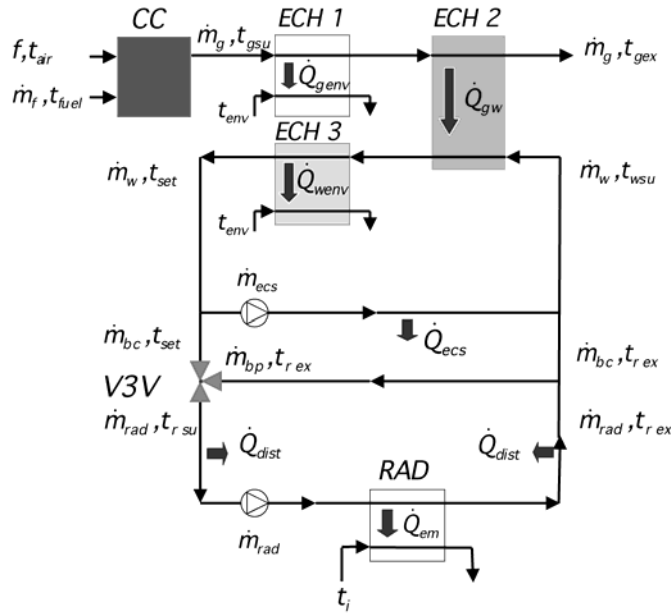 CC
ECH 1
ECH 2
f,t_air
ṁ_g ,t_gsu
ṁ_g ,t_gex
Q̇_genv
ṁ_f ,t_fuel
t_env
Q̇_gw
ECH 3
ṁ_w ,t_set
Q̇_wenv
ṁ_w ,t_wsu
t_env
ṁ_ecs
ṁ_bc ,t_set
Q̇_ecs
ṁ_bp ,t_r ex
ṁ_bc ,t_r ex
V3V
ṁ_rad ,t_r su
ṁ_rad ,t_r ex
Q̇_dist
Q̇_dist
RAD
Q̇_em
ṁ_rad
t_i